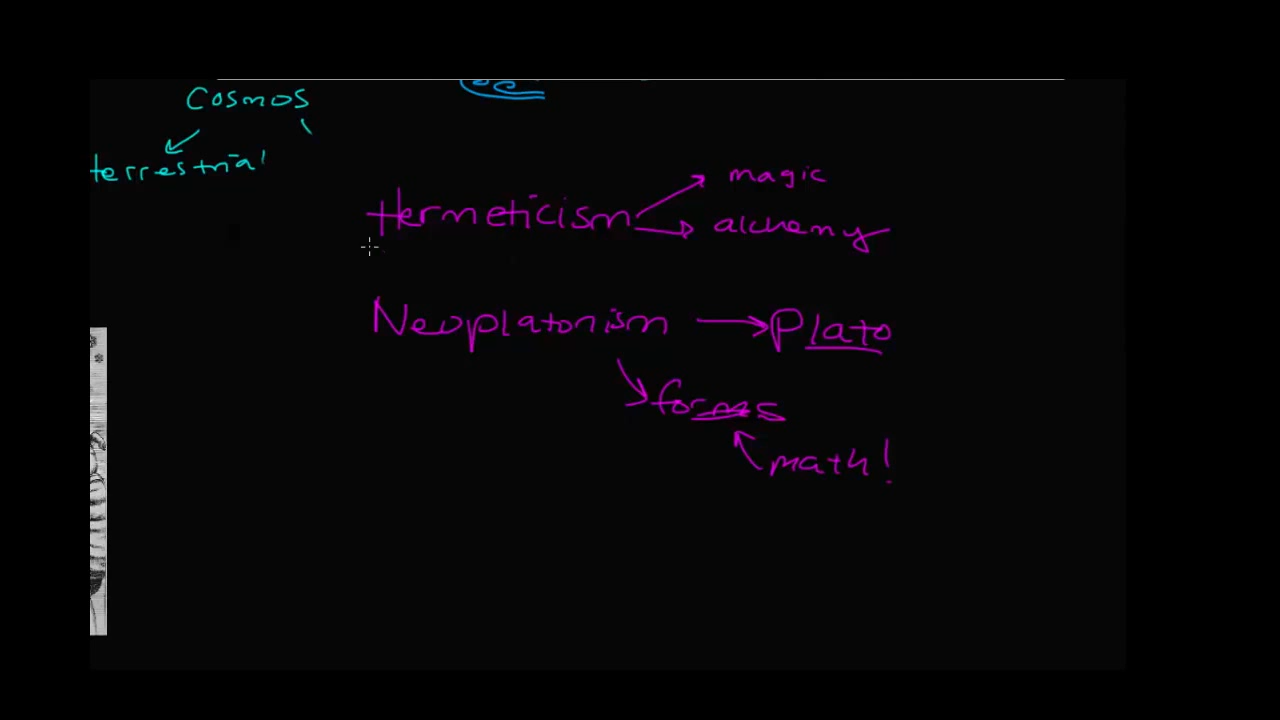 Cosmos
terrestrial
magic
Hermeticism
alchemy
Neoplatonism Plato
forms
math!